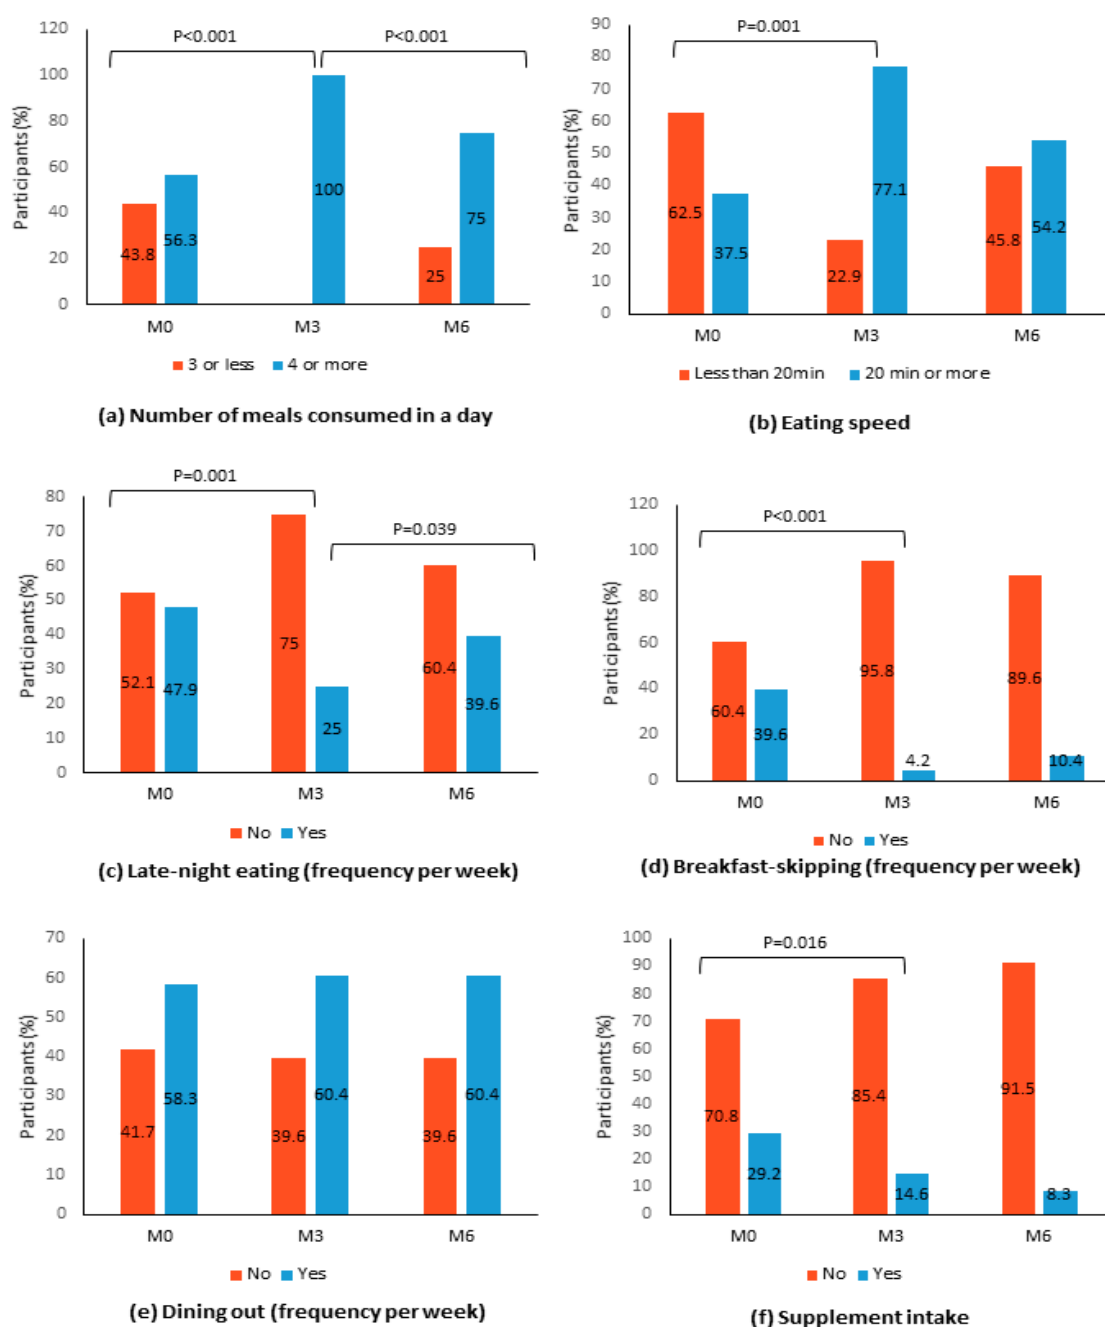 120
100
80
60
40
20
0
Participants (%)
P<0.001
P<0.001
43.8
56.3
100
25
75
M0
M3
M6
3 or less
4 or more
(a) Number of meals consumed in a day
90
80
70
60
50
40
30
20
10
0
Participants (%)
P=0.001
62.5
37.5
22.9
77.1
45.8
54.2
M0
M3
M6
Less than 20min
20 min or more
(b) Eating speed
80
70
60
50
40
30
20
10
0
Participants (%)
P=0.001
P=0.039
52.1
47.9
75
25
60.4
39.6
M0
M3
M6
No
Yes
(c) Late-night eating (frequency per week)
120
100
80
60
40
20
0
Participants (%)
P<0.001
60.4
39.6
95.8
4.2
89.6
10.4
M0
M3
M6
No
Yes
(d) Breakfast-skipping (frequency per week)
70
60
50
40
30
20
10
0
Participants (%)
41.7
58.3
39.6
60.4
39.6
60.4
M0
M3
M6
No
Yes
(e) Dining out (frequency per week)
100
90
80
70
60
50
40
30
20
10
0
Participants (%)
P=0.016
70.8
29.2
85.4
14.6
91.5
8.3
M0
M3
M6
No
Yes
(f) Supplement intake